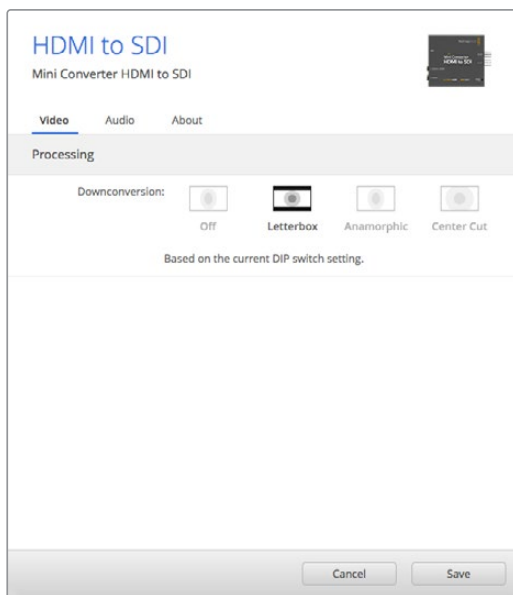 HDMI to SDI
Mini Converter HDMI to SDI
Video Audio About
Processing
Downconversion:
Off Letterbox Anamorphic Center Cut
Based on the current DIP switch setting.
Cancel Save